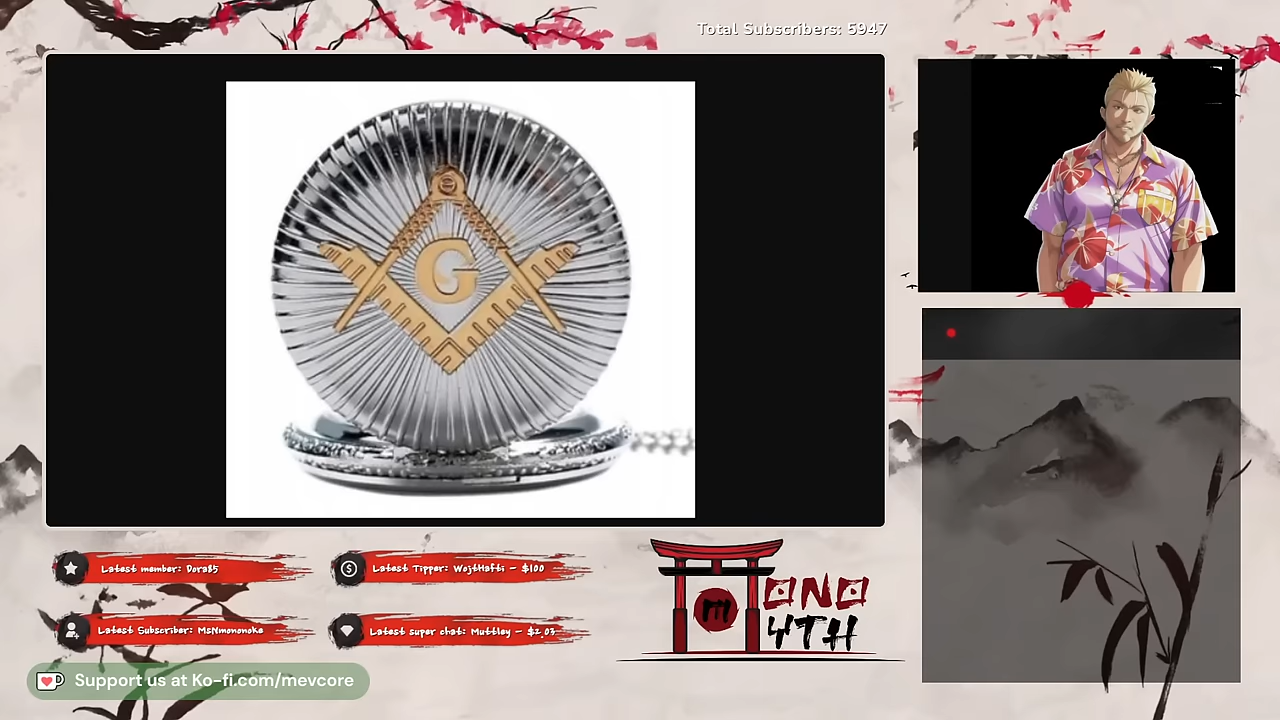 Total Subscribers: 5947
G
Latest member: Dora85
Latest Tipper: WojtHafti - $100
Latest Subscriber: MsNmononoke
Latest super chat: Muttley - $2.03
M
MONO
4TH
Support us at Ko-fi.com/mevcore